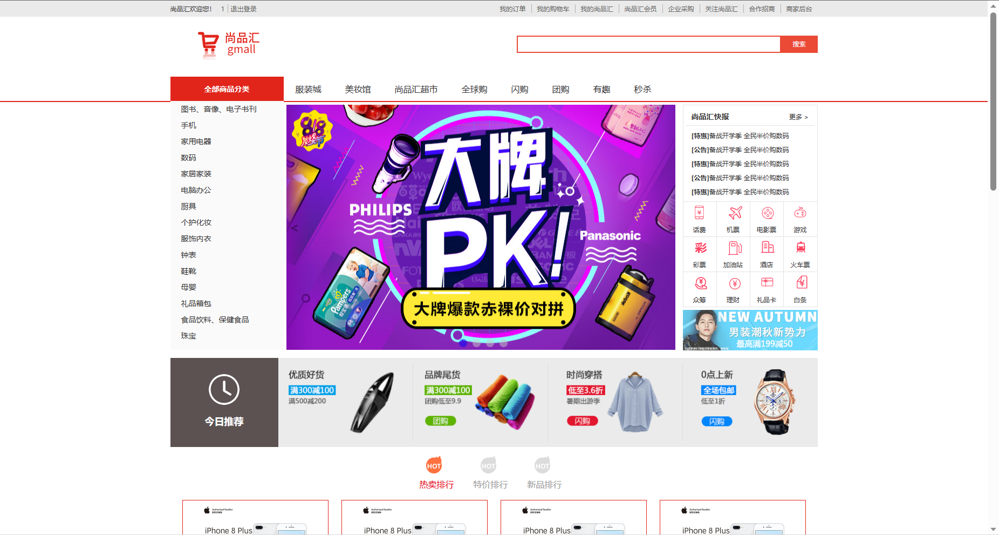 尚品汇欢迎您! 1 退出登录
我的订单 我的购物车 我的尚品汇 尚品汇会员 企业采购 关注尚品汇 合作招商 商家后台
尚品汇
gmall
搜索
全部商品分类 服装城 美妆馆 尚品汇超市 全球购 闪购 团购 有趣 秒杀
图书、音像、电子书刊
手机
家用电器
数码
家居家装
电脑办公
厨具
个护化妆
服饰内衣
钟表
鞋靴
母婴
礼品箱包
食品饮料、保健食品
珠宝
大牌
PK!
PHILIPS
Panasonic
Pampers
Kodak
大牌爆款赤裸价对拼
<
尚品汇快报 更多 >
[特惠]备战开学季 全民半价购数码
[公告]备战开学季 全民半价购数码
[特惠]备战开学季 全民半价购数码
[公告]备战开学季 全民半价购数码
[特惠]备战开学季 全民半价购数码
话费 机票 电影票 游戏
彩
彩票 加油站 酒店 火车票
众筹 理财 礼品卡 白条
NEW AUTUMN
男装潮秋新势力
最高满199减50
今日推荐
优质好货
满300减100
满500减200
品牌尾货
满300减100
团购低至9.9
团购
时尚穿搭
低至3.6折
暑期出游季
闪购
0点上新
全场包邮
低至1折
闪购
HOT HOT HOT
热卖排行 特价排行 新品排行
Authorized Reseller Authorized Reseller Authorized Reseller Authorized Reseller
iPhone 8 Plus iPhone 8 Plus iPhone 8 Plus iPhone 8 Plus